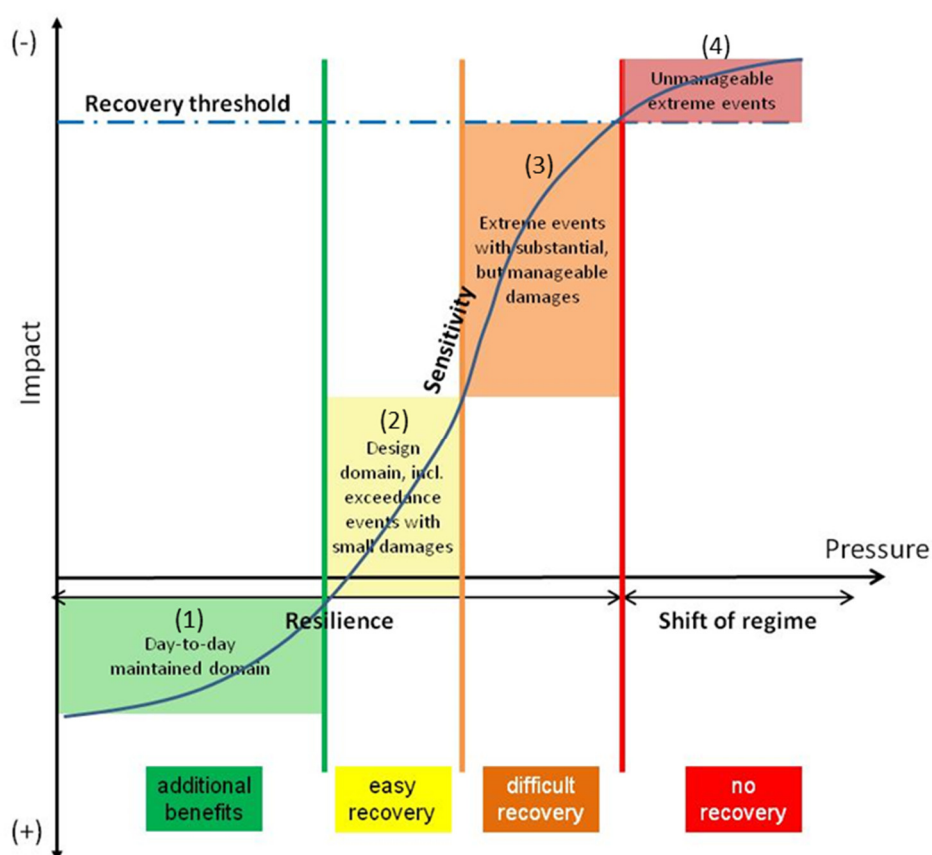 (-)
(4)
Unmanageable
extreme events
Recovery threshold
(3)
Extreme events
with substantial,
but manageable
damages
Sensitivity
Impact
(2)
Design
domain, incl.
exceedance
events with
small damages
Pressure
Resilience
Shift of regime
(1)
Day-to-day
maintained domain
additional
benefits
easy
recovery
difficult
recovery
no
recovery
(+)